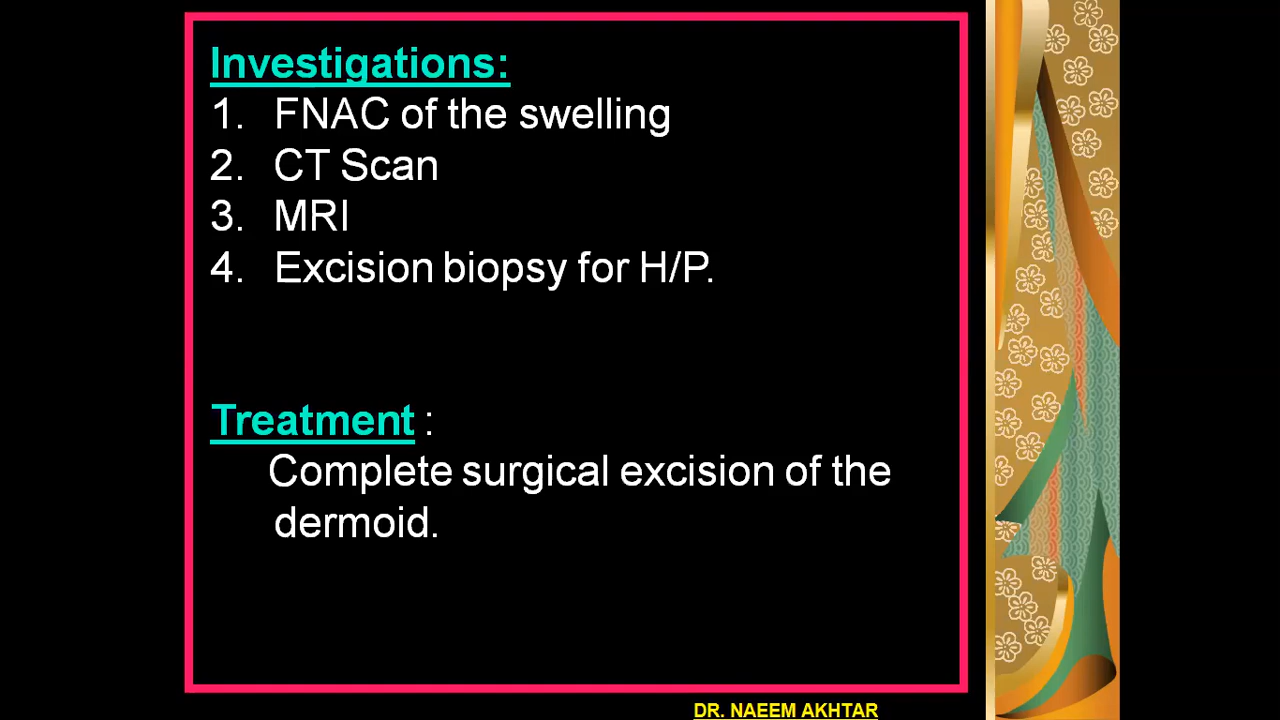 Investigations:
1. FNAC of the swelling
2. CT Scan
3. MRI
4. Excision biopsy for H/P.
Treatment :
Complete surgical excision of the
dermoid.
DR. NAEEM AKHTAR